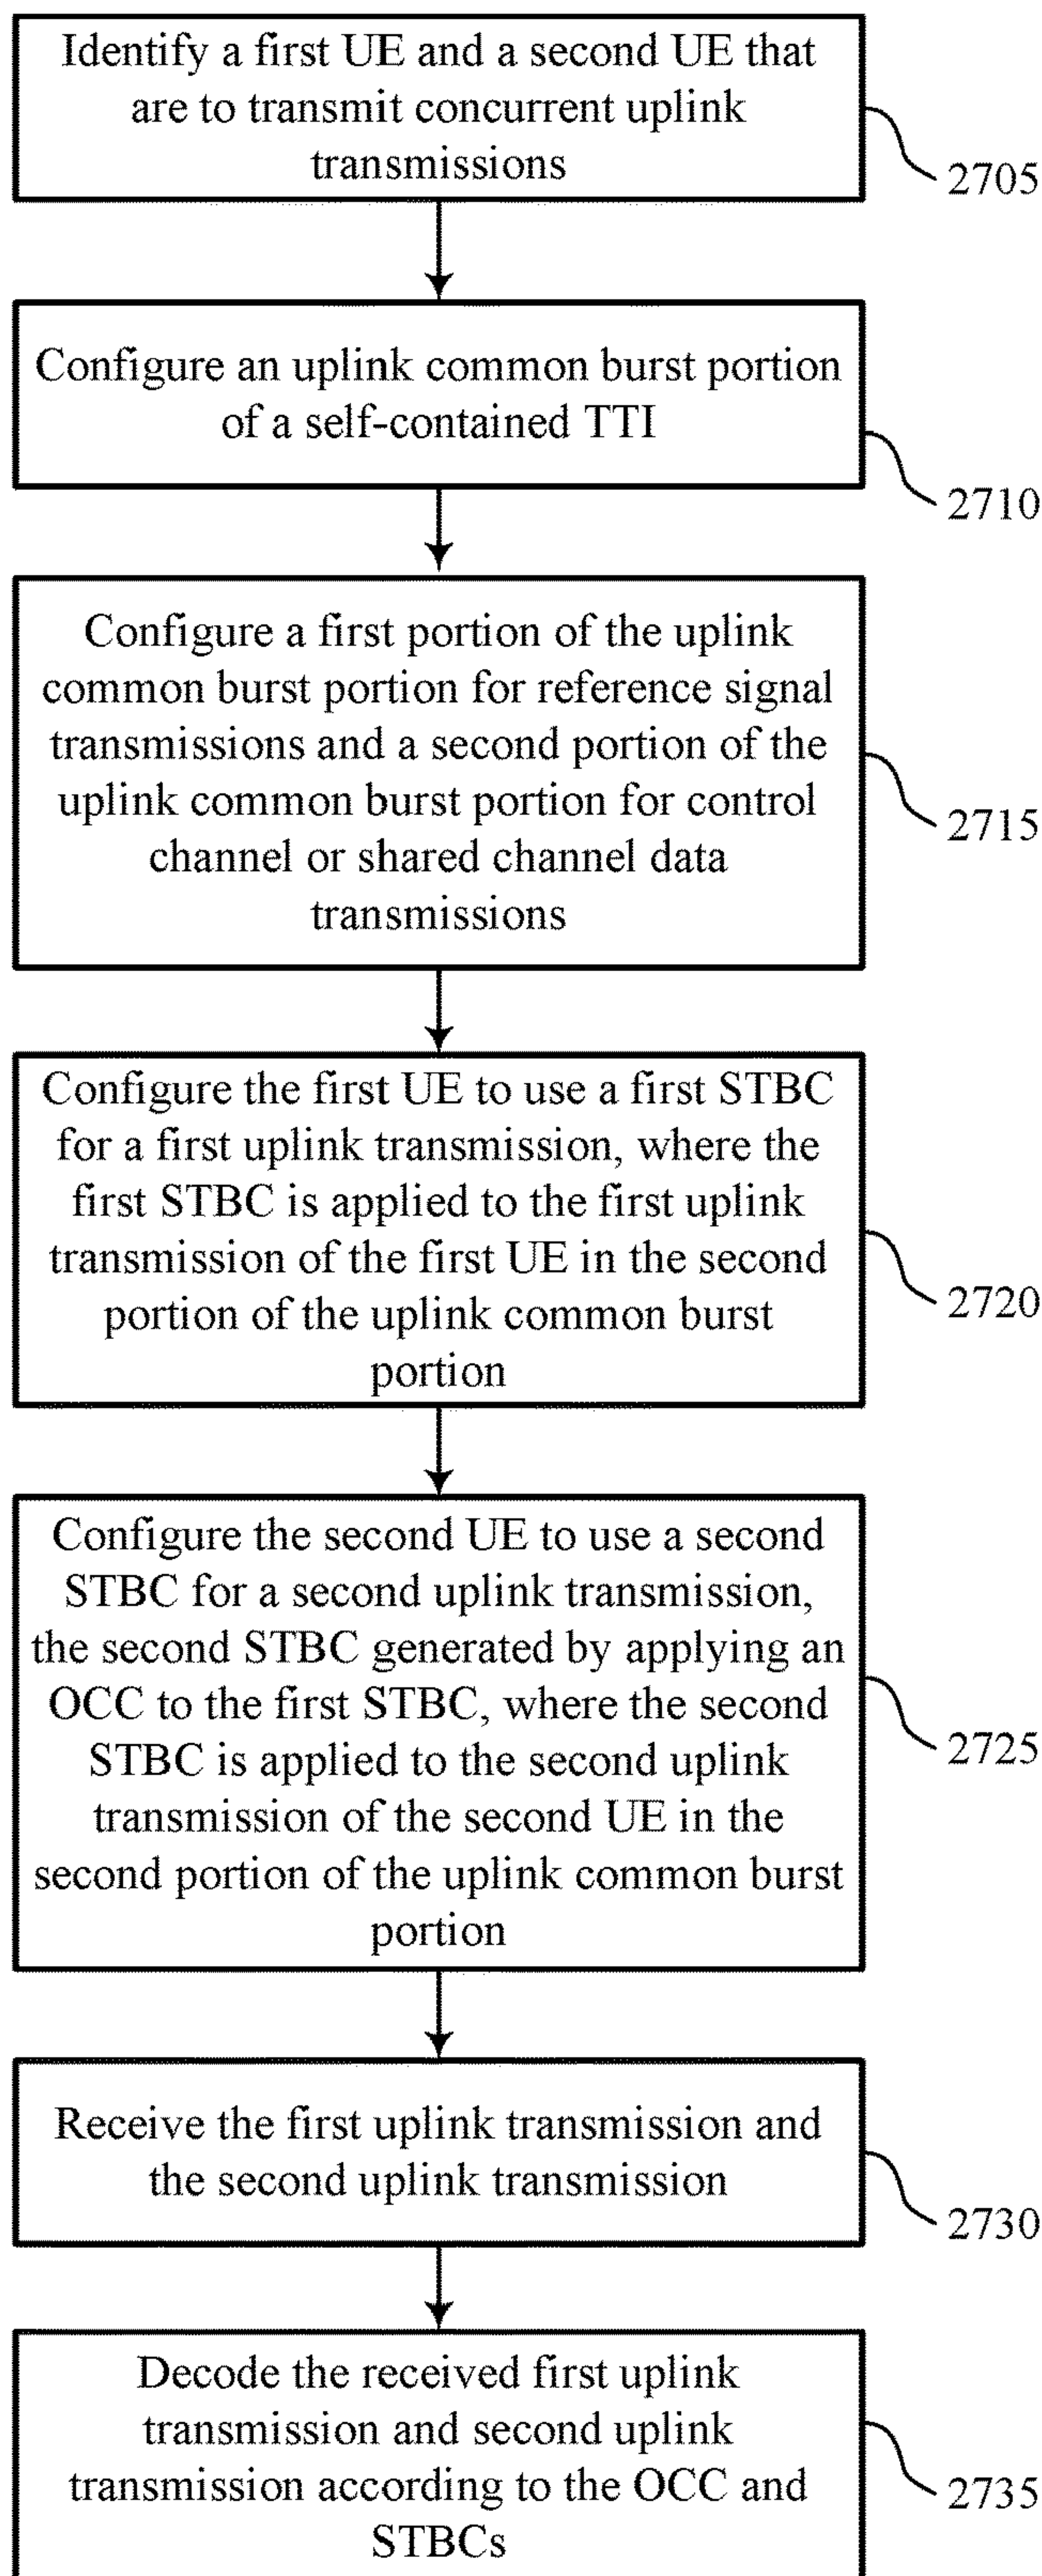 Identify a first UE and a second UE that
are to transmit concurrent uplink
transmissions
2705
Configure an uplink common burst portion
of a self-contained TTI
2710
Configure a first portion of the uplink
common burst portion for reference signal
transmissions and a second portion of the
uplink common burst portion for control
channel or shared channel data
transmissions
2715
Configure the first UE to use a first STBC
for a first uplink transmission, where the
first STBC is applied to the first uplink
transmission of the first UE in the second
portion of the uplink common burst
portion
2720
Configure the second UE to use a second
STBC for a second uplink transmission,
the second STBC generated by applying an
OCC to the first STBC, where the second
STBC is applied to the second uplink
transmission of the second UE in the
second portion of the uplink common burst
portion
2725
Receive the first uplink transmission and
the second uplink transmission
2730
Decode the received first uplink
transmission and second uplink
transmission according to the OCC and
STBCs
2735